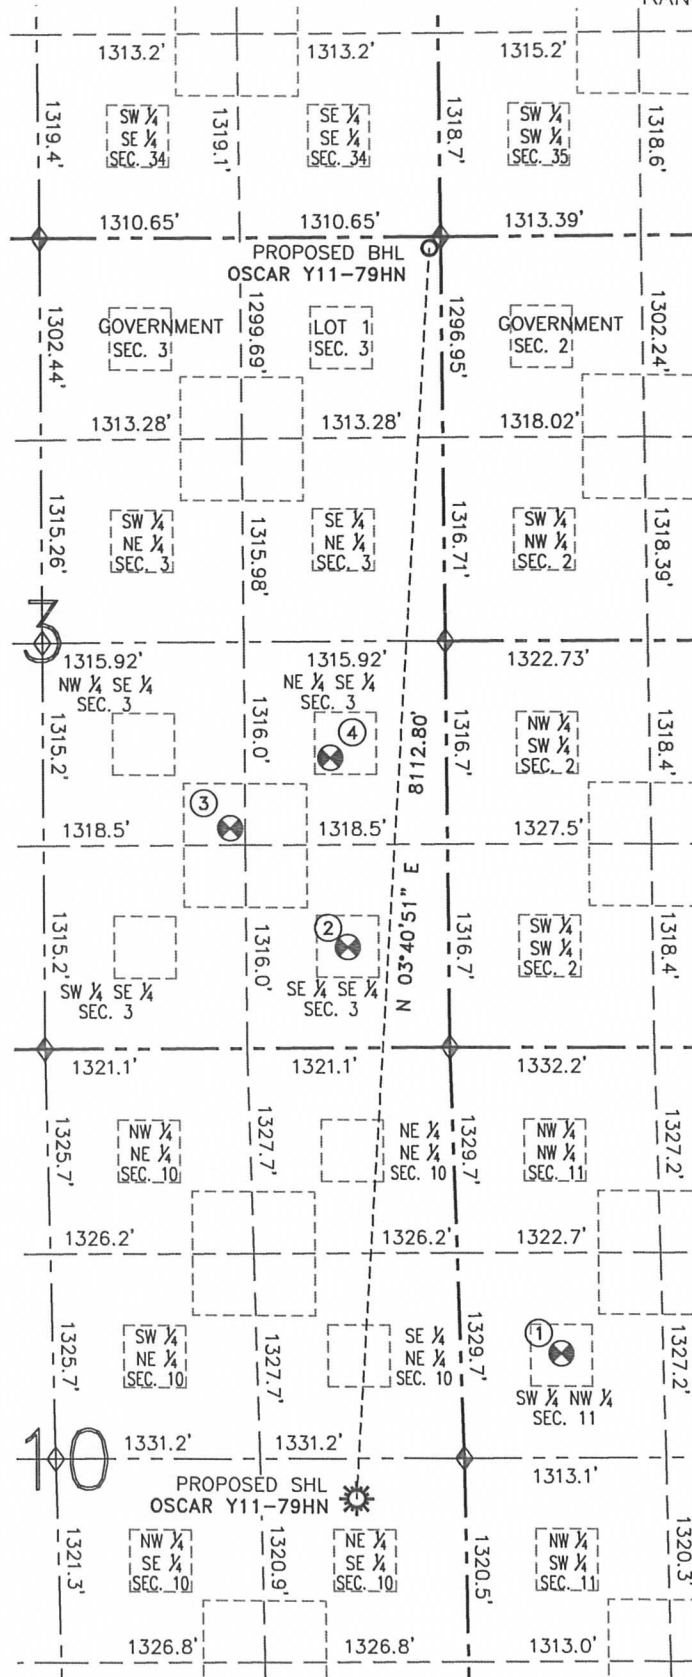 1313.2'
1313.2'
1315.2'
1319.4'
SW ¼
SE ¼
SEC. 34
1319.1'
SE ¼
SE ¼
SEC. 34
1318.7'
SW ¼
SW ¼
SEC. 35
1318.6'
1310.65'
1310.65'
1313.39'
PROPOSED BHL
OSCAR Y11-79HN
1302.44'
GOVERNMENT
SEC. 3
1299.69'
LOT 1
SEC. 3
1296.95'
GOVERNMENT
SEC. 2
1302.24'
1313.28'
1313.28'
1318.02'
1315.26'
SW ¼
NE ¼
SEC. 3
1315.98'
SE ¼
NE ¼
SEC. 3
1316.71'
SW ¼
NW ¼
SEC. 2
1318.39'
3
1315.92'
1315.92'
1322.73'
NW ¼ SE ¼
SEC. 3
NE ¼ SE ¼
SEC. 3
1315.2'
1316.0'
4
8112.80'
1316.7'
NW ¼
SW ¼
SEC. 2
1318.4'
3
1318.5'
1318.5'
1327.5'
N 03°40'51" E
1315.2'
1316.0'
2
1316.7'
SW ¼
SW ¼
SEC. 2
1318.4'
SW ¼ SE ¼
SEC. 3
SE ¼ SE ¼
SEC. 3
1321.1'
1321.1'
1332.2'
1325.7'
NW ¼
NE ¼
SEC. 10
1327.7'
NE ¼
NE ¼
SEC. 10
1329.7'
NW ¼
NW ¼
SEC. 11
1327.2'
1326.2'
1326.2'
1322.7'
1325.7'
SW ¼
NE ¼
SEC. 10
1327.7'
SE ¼
NE ¼
SEC. 10
1329.7'
1
SW ¼ NW ¼
SEC. 11
1327.2'
10
1331.2'
1331.2'
1313.1'
PROPOSED SHL
OSCAR Y11-79HN
1321.3'
NW ¼
SE ¼
SEC. 10
1320.9'
NE ¼
SE ¼
SEC. 10
1320.5'
NW ¼
SW ¼
SEC. 11
1320.3'
1326.8'
1326.8'
1313.0'